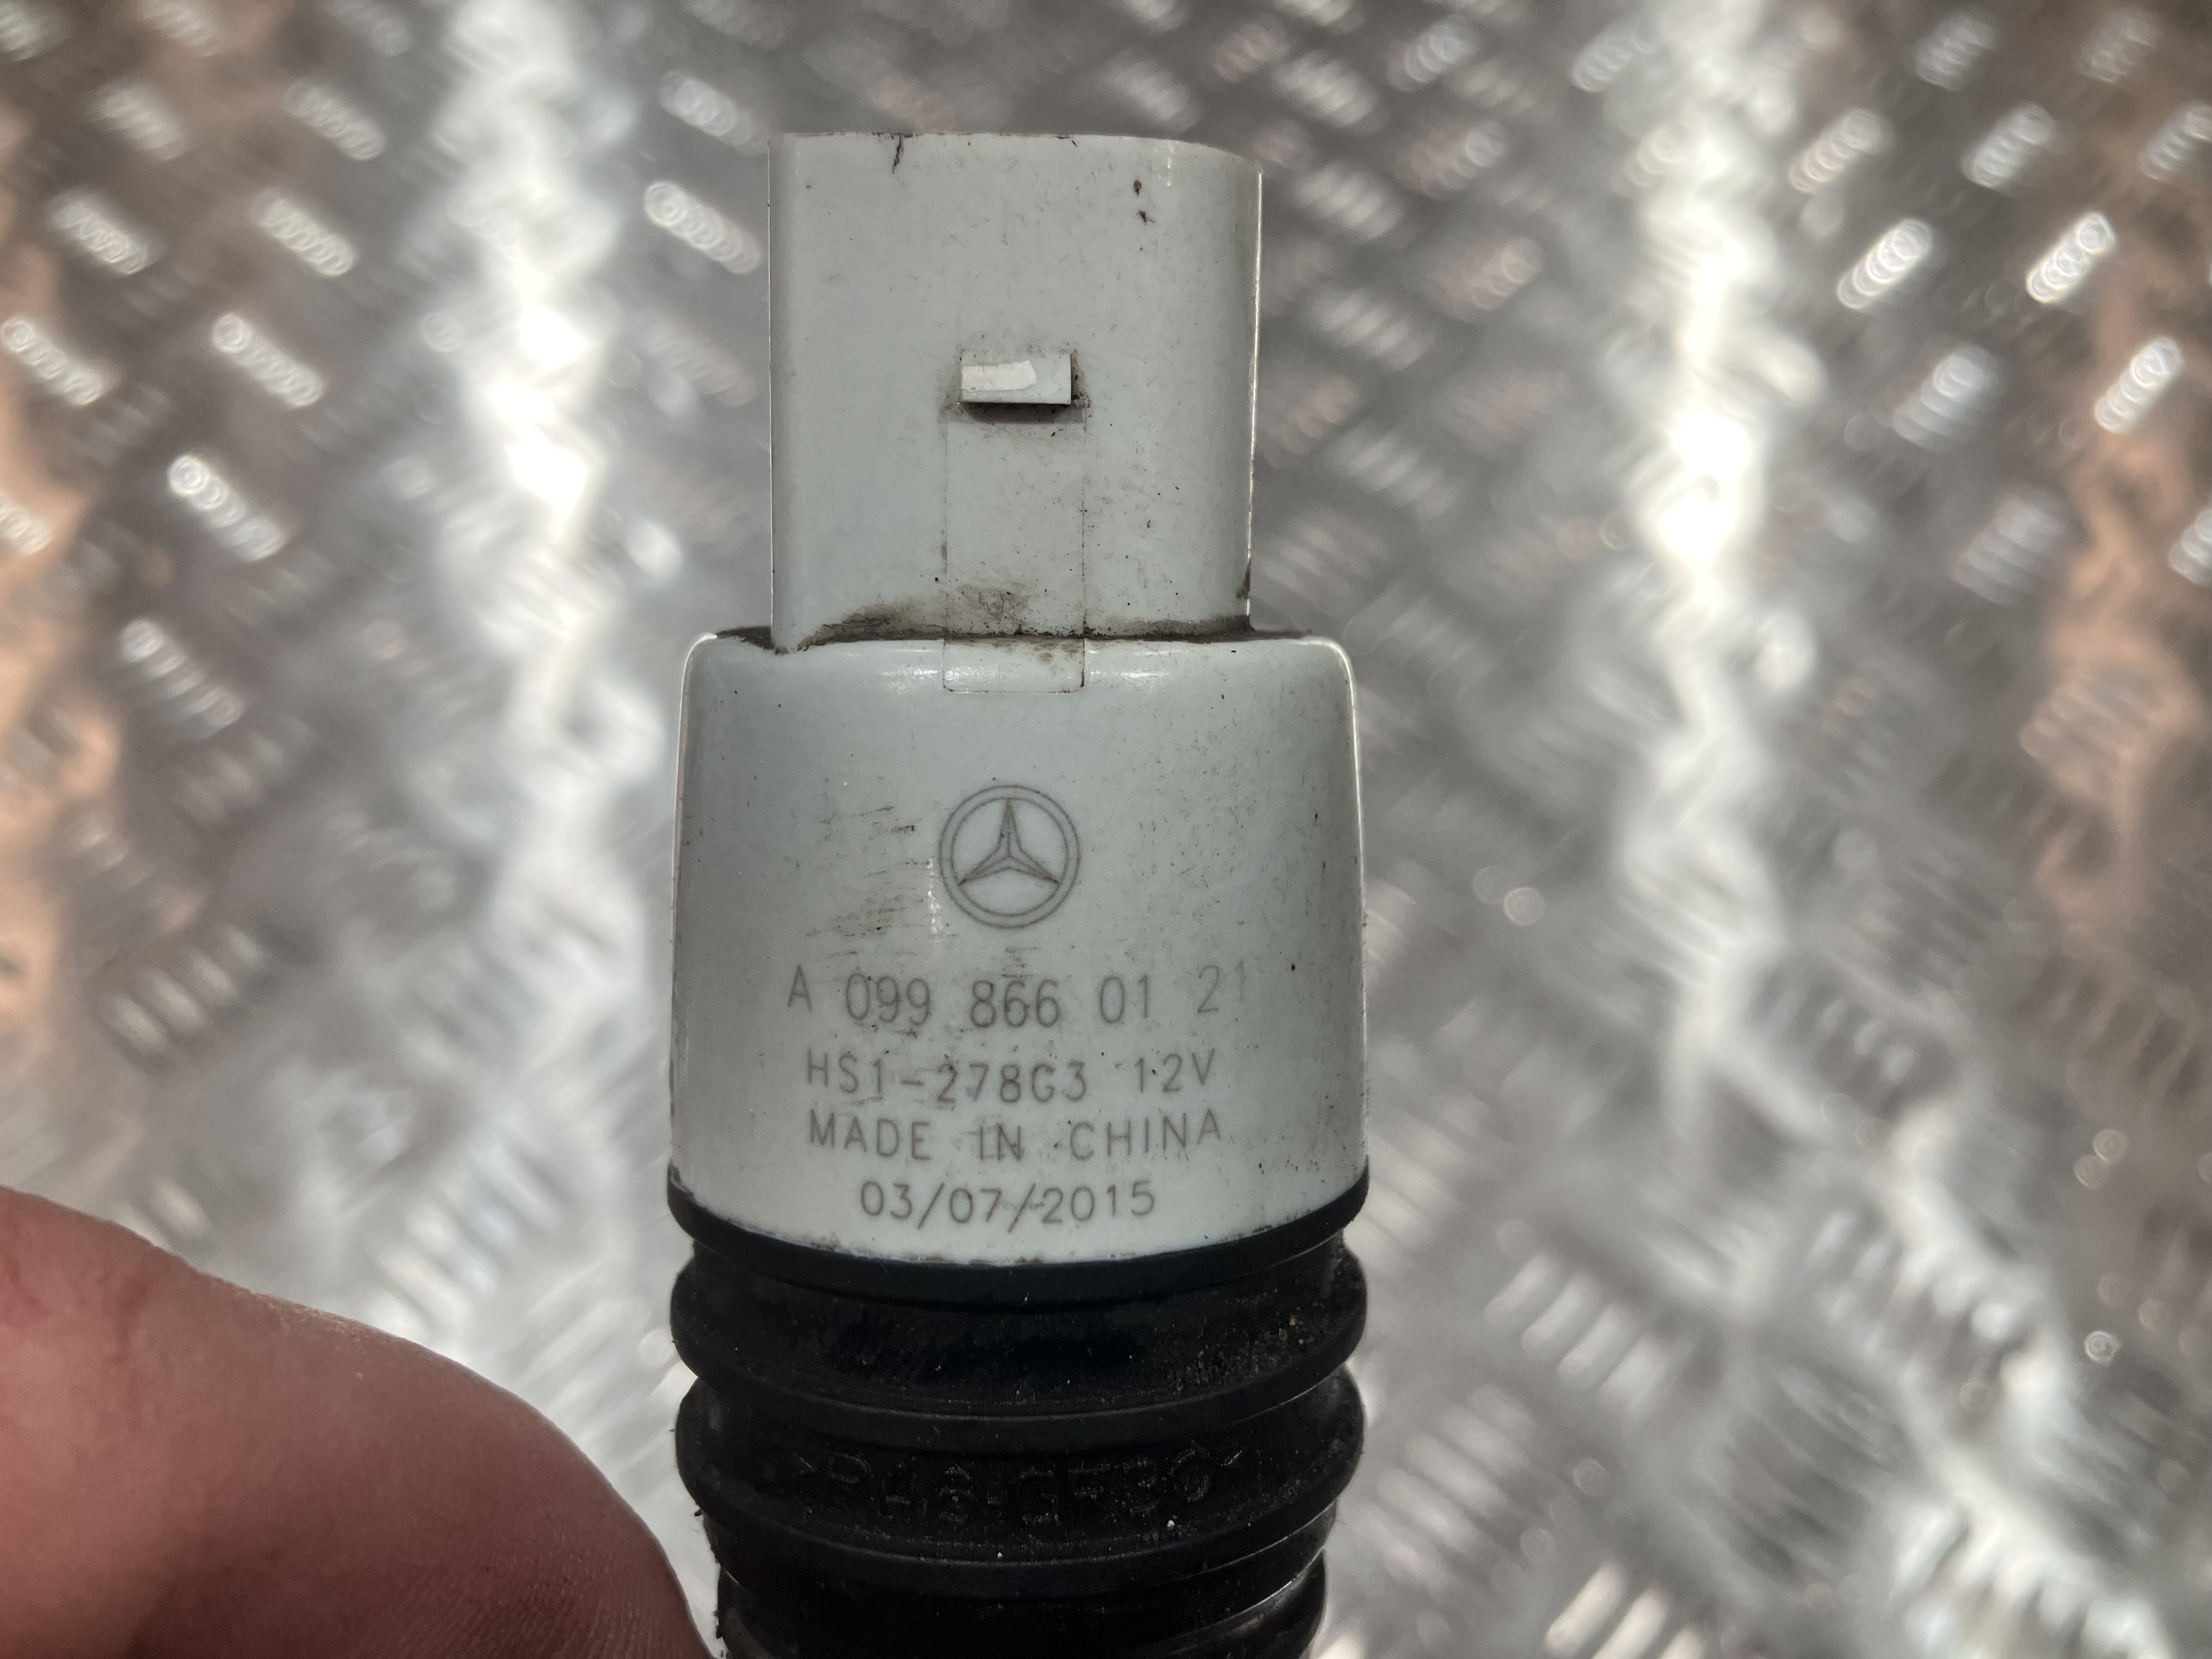 A 099 866 01 21
HS1-278G3 12V
MADE IN CHINA
03/07/2015